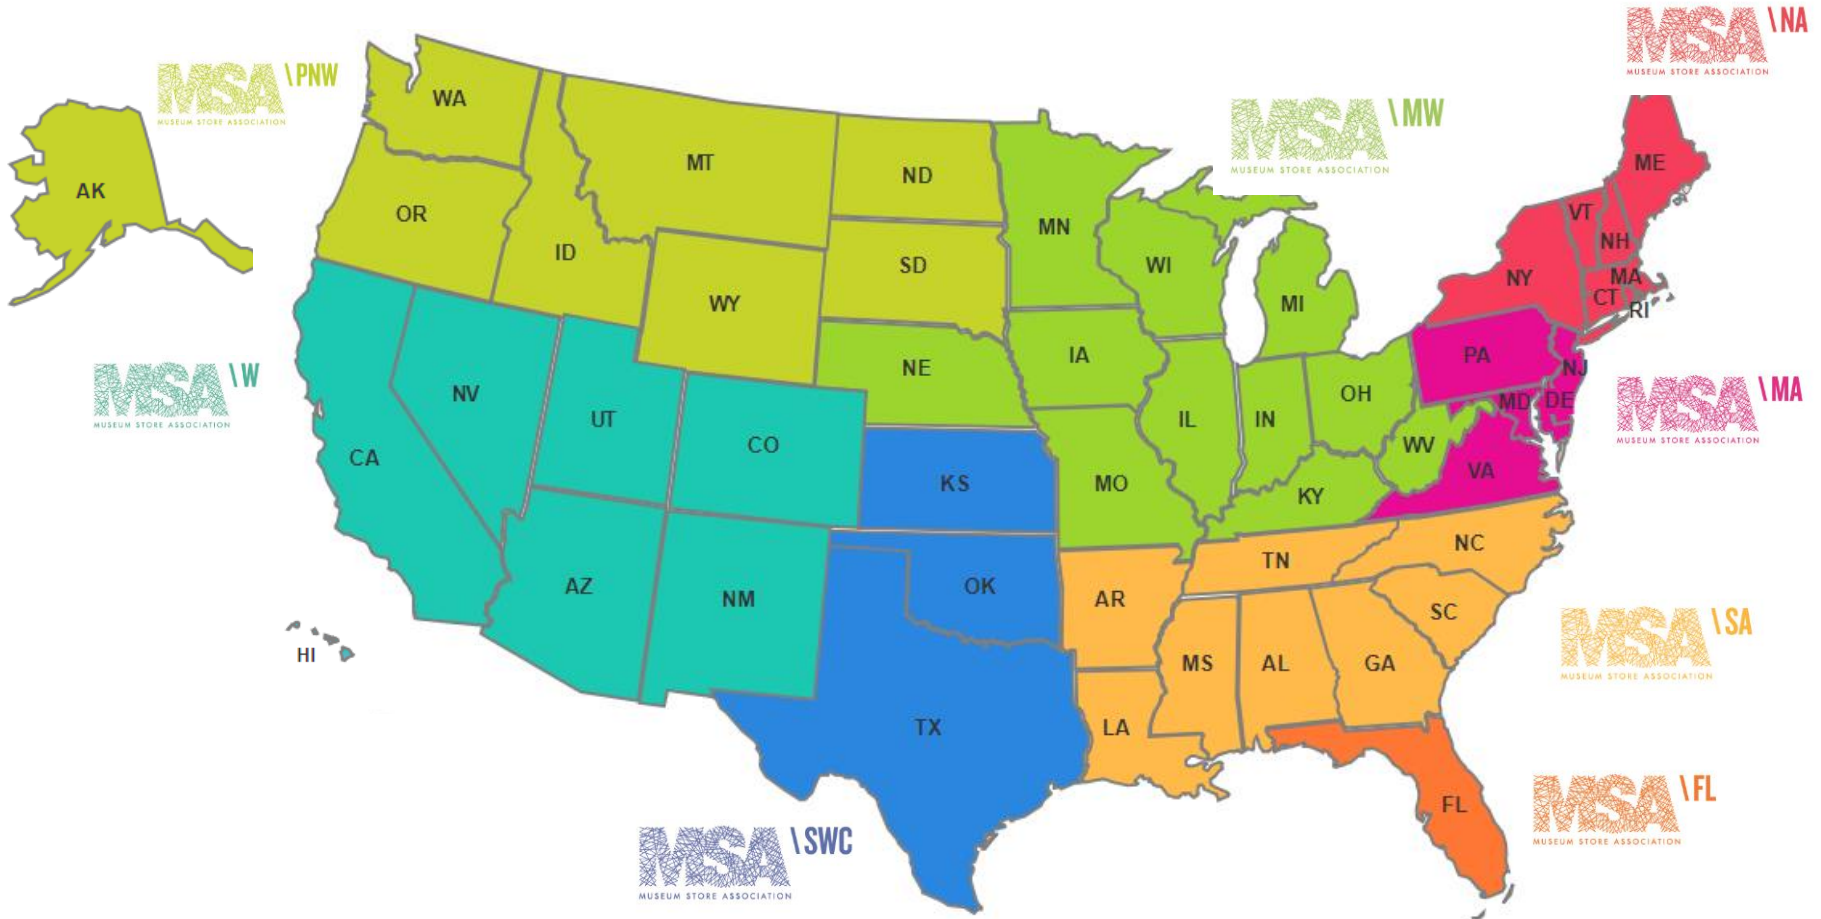 MSA \NA
MUSEUM STORE ASSOCIATION
MSA \PNW
MUSEUM STORE ASSOCIATION
MSA \MW
MUSEUM STORE ASSOCIATION
WA
MT
ND
MN
ME
AK
OR
ID
SD
WI
VT
NH
WY
MI
NY
MA
CT
RI
MSA \W
MUSEUM STORE ASSOCIATION
NV
UT
CO
NE
IA
IL
IN
OH
PA
NJ
MD
DE
MSA \MA
MUSEUM STORE ASSOCIATION
CA
KS
MO
WV
KY
VA
AZ
NM
OK
AR
TN
NC
SC
HI
TX
LA
MS
AL
GA
MSA \SA
MUSEUM STORE ASSOCIATION
FL
MSA \FL
MUSEUM STORE ASSOCIATION
MSA \SWC
MUSEUM STORE ASSOCIATION